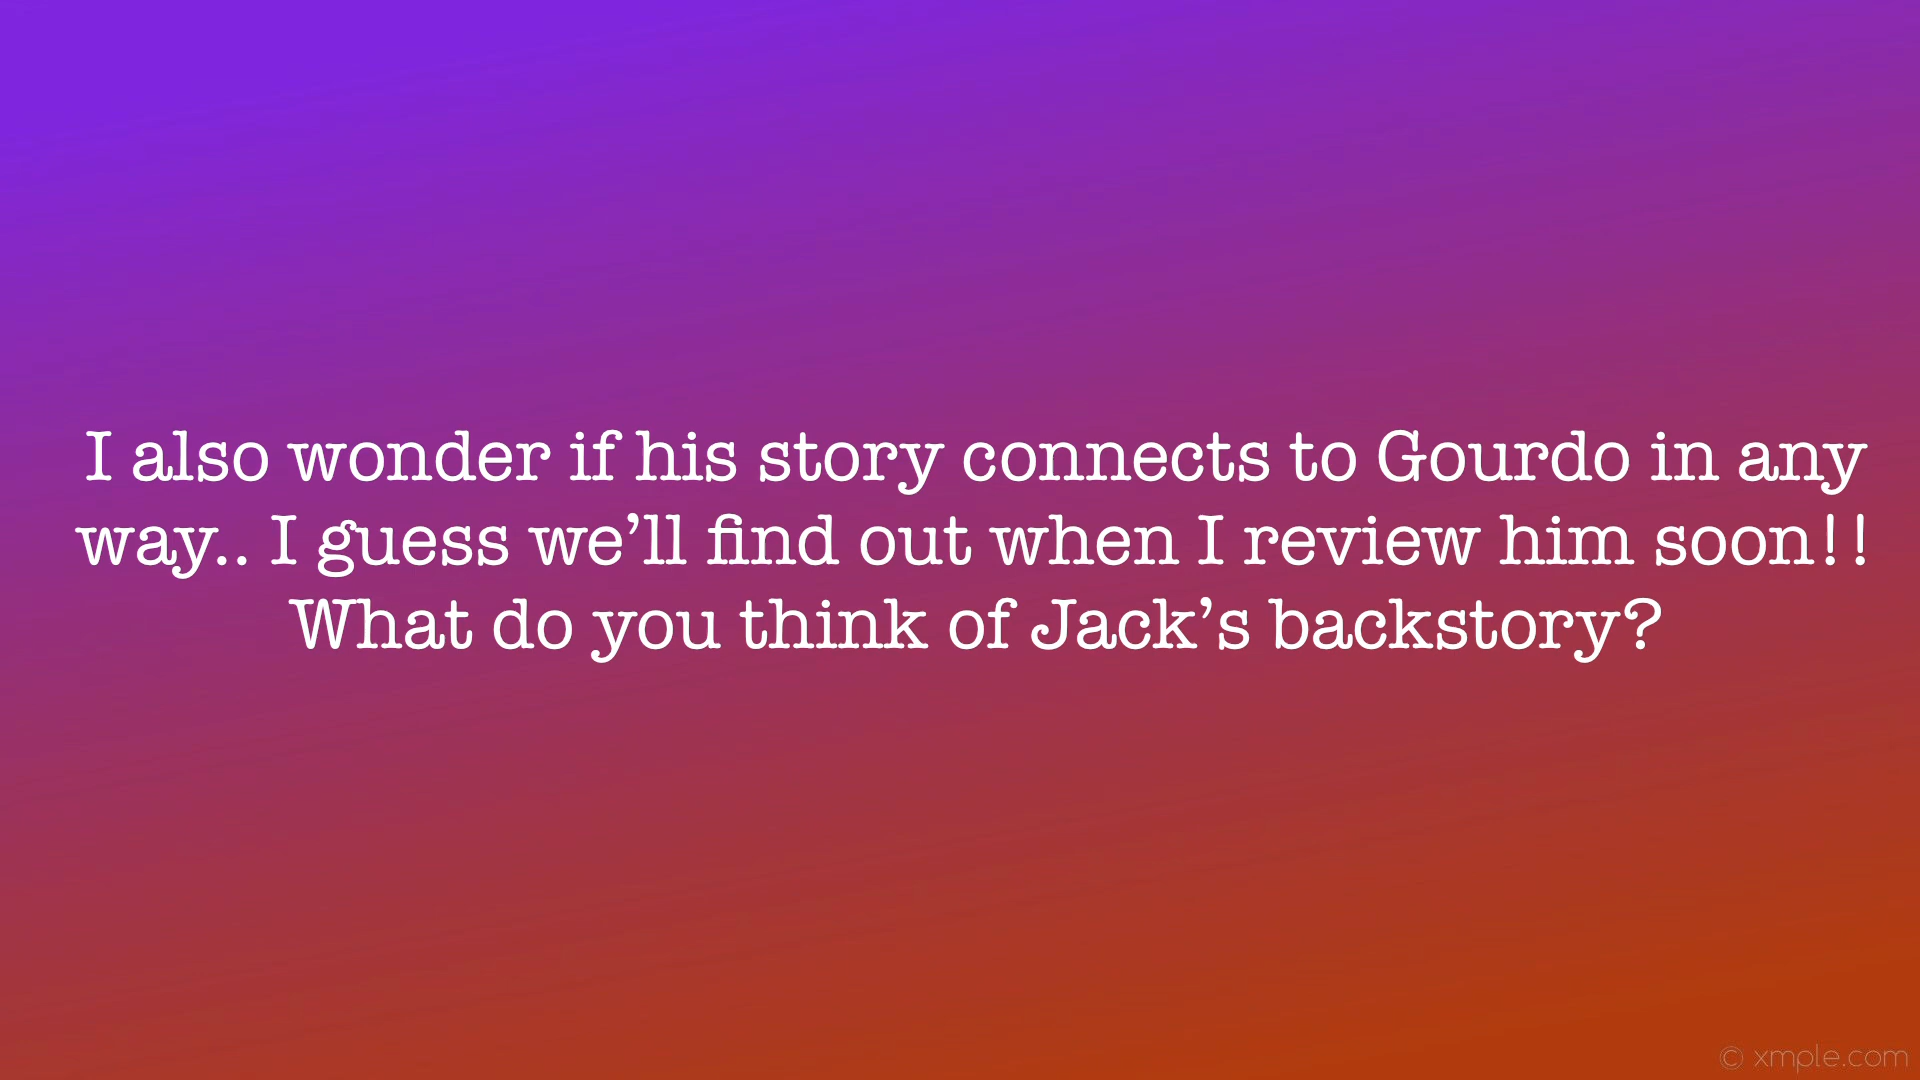 I also wonder if his story connects to Gourdo in any
way.. I guess we’ll find out when I review him soon!!
What do you think of Jack’s backstory?
© xmple.com